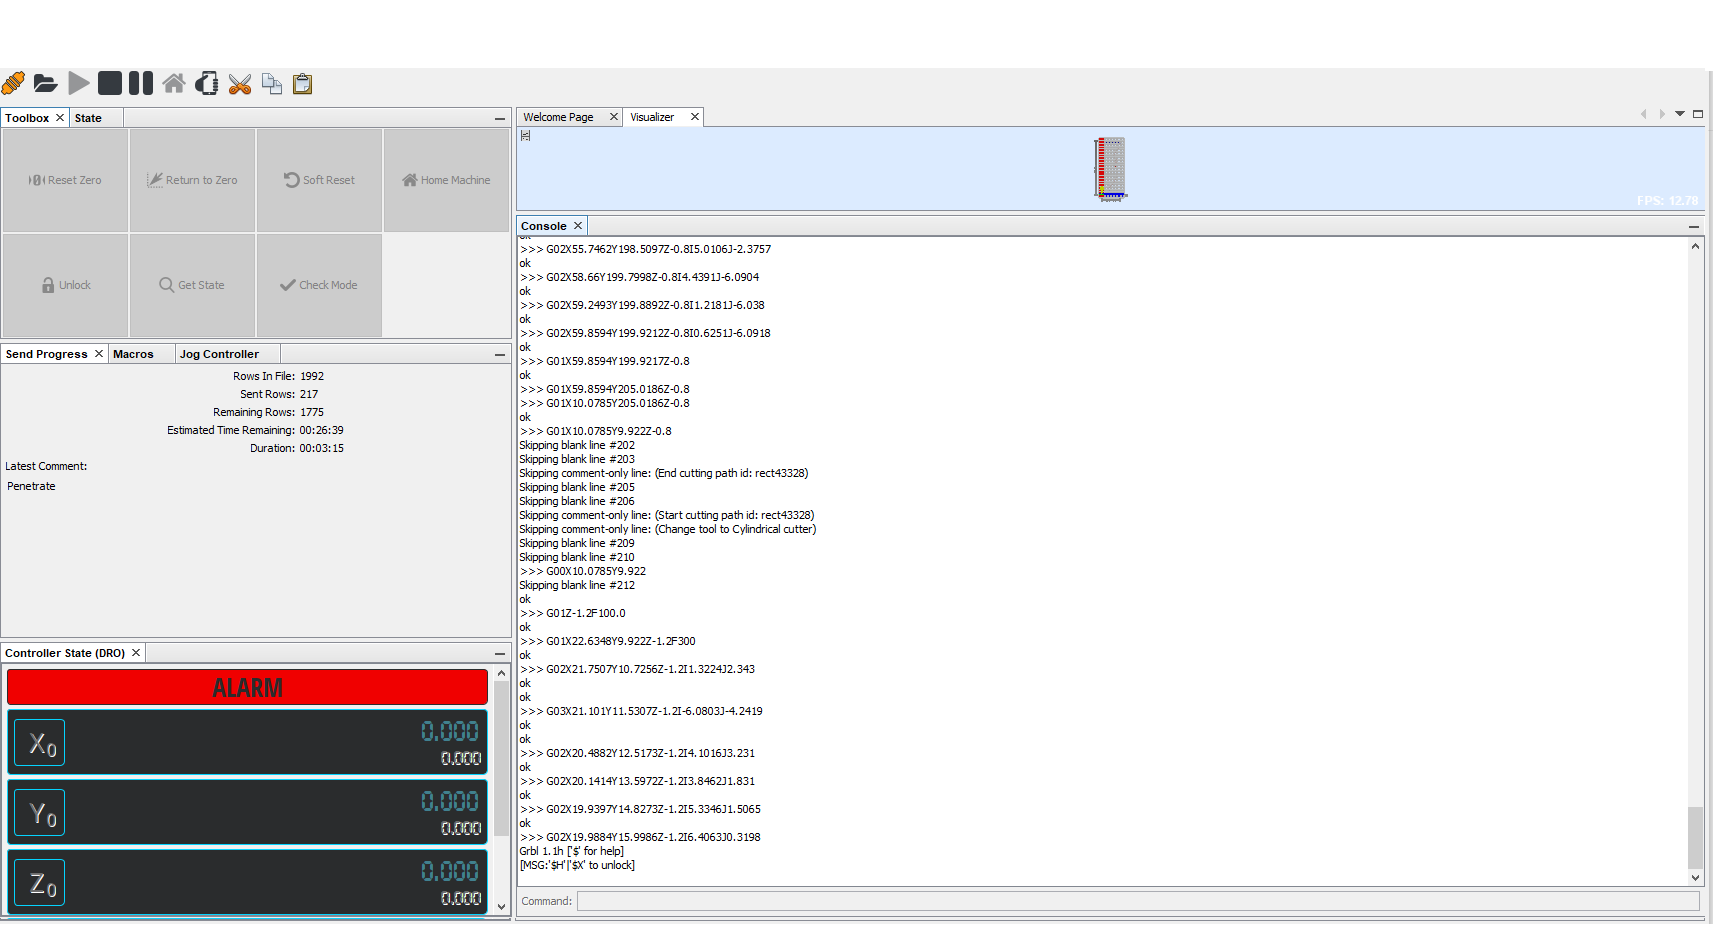 Toolbox
State
Reset Zero
Return to Zero
Soft Reset
Home Machine
Unlock
Get State
Check Mode
Send Progress
Macros
Jog Controller
Rows In File: 1992
Sent Rows: 217
Remaining Rows: 1775
Estimated Time Remaining: 00:26:39
Duration: 00:03:15
Latest Comment:
Penetrate
Controller State (DRO)
ALARM
X0
0.000
0.000
Y0
0.000
0.000
Z0
0.000
0.000
Welcome Page
Visualizer
FPS: 12.78
Console
ok
>>> G02X55.7462Y198.5097Z-0.8I5.0106J-2.3757
ok
>>> G02X58.66Y199.7998Z-0.8I4.4391J-6.0904
ok
>>> G02X59.2493Y199.8892Z-0.8I1.2181J-6.038
ok
>>> G02X59.8594Y199.9212Z-0.8I0.6251J-6.0918
ok
>>> G01X59.8594Y199.9217Z-0.8
ok
>>> G01X59.8594Y205.0186Z-0.8
>>> G01X10.0785Y205.0186Z-0.8
ok
>>> G01X10.0785Y9.922Z-0.8
Skipping blank line #202
Skipping blank line #203
Skipping comment-only line: (End cutting path id: rect43328)
Skipping blank line #205
Skipping blank line #206
Skipping comment-only line: (Start cutting path id: rect43328)
Skipping comment-only line: (Change tool to Cylindrical cutter)
Skipping blank line #209
Skipping blank line #210
>>> G00X10.0785Y9.922
Skipping blank line #212
ok
>>> G01Z-1.2F100.0
ok
>>> G01X22.6348Y9.922Z-1.2F300
ok
>>> G02X21.7507Y10.7256Z-1.2I1.3224J2.343
ok
ok
>>> G03X21.101Y11.5307Z-1.2I-6.0803J-4.2419
ok
ok
>>> G02X20.4882Y12.5173Z-1.2I4.1016J3.231
ok
>>> G02X20.1414Y13.5972Z-1.2I3.8462J1.831
ok
>>> G02X19.9397Y14.8273Z-1.2I5.3346J1.5065
ok
>>> G02X19.9884Y15.9986Z-1.2I6.4063J0.3198
Grbl 1.1h ['$' for help]
[MSG:'$H'|'$X' to unlock]
Command: